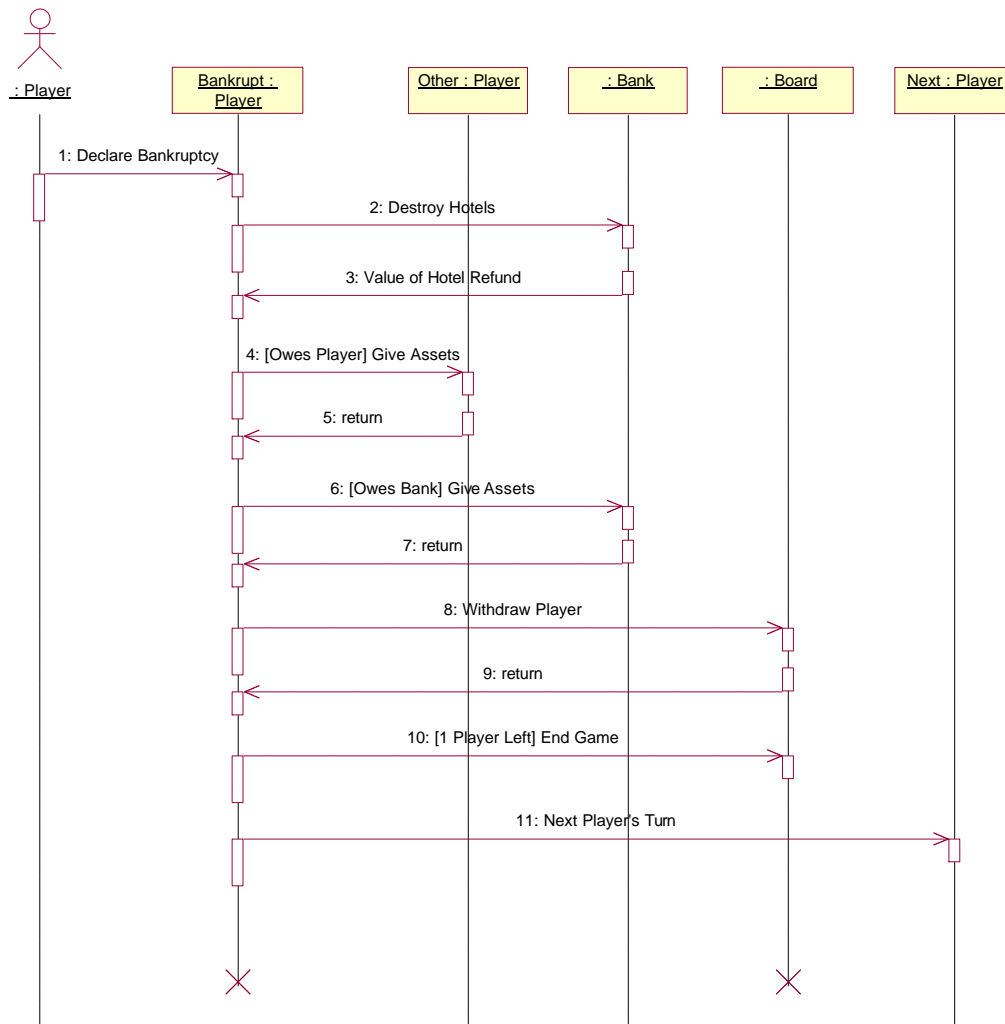 : Player
Bankrupt :
Player
Other : Player
: Bank
: Board
Next : Player
1: Declare Bankruptcy
2: Destroy Hotels
3: Value of Hotel Refund
4: [Owes Player] Give Assets
5: return
6: [Owes Bank] Give Assets
7: return
8: Withdraw Player
9: return
10: [1 Player Left] End Game
11: Next Player's Turn